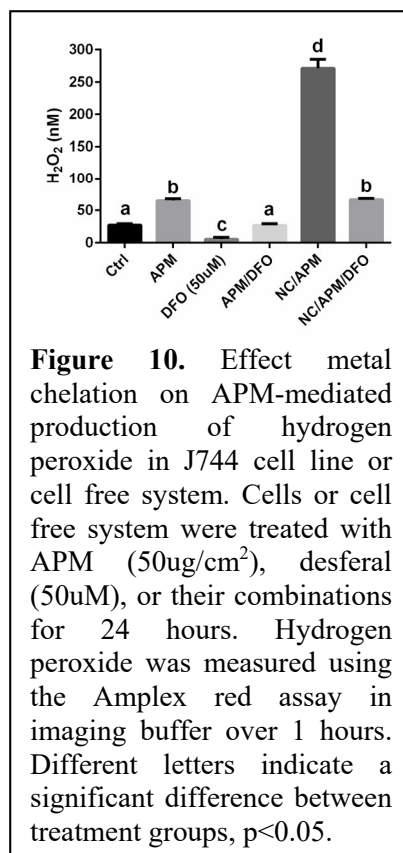 300
250
200
150
100
50
0
H₂O₂ (nM)
a
b
c
a
d
b
Ctrl
APM
DFO (50uM)
APM/DFO
NC/APM
NC/APM/DFO
Figure 10. Effect metal
chelation on APM-mediated
production of hydrogen
peroxide in J744 cell line or
cell free system. Cells or cell
free system were treated with
APM (50ug/cm²), desferal
(50uM), or their combinations
for 24 hours. Hydrogen
peroxide was measured using
the Amplex red assay in
imaging buffer over 1 hours.
Different letters indicate a
significant difference between
treatment groups, p<0.05.